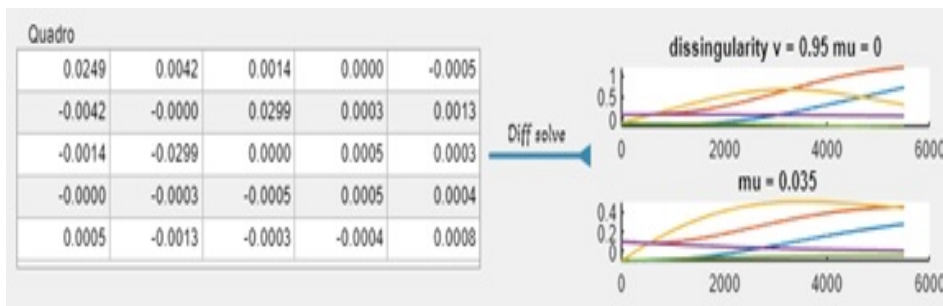 Quadro
0.0249 0.0042 0.0014 0.0000 -0.0005
-0.0042 -0.0000 0.0299 0.0003 0.0013
-0.0014 -0.0299 0.0000 0.0005 0.0003
-0.0000 -0.0003 -0.0005 0.0005 0.0004
0.0005 -0.0013 -0.0003 -0.0004 0.0008
Diff solve
dissingularity v = 0.95 mu = 0
1
0.5
0
0 2000 4000 6000
mu = 0.035
0.4
0.2
0
0 2000 4000 6000